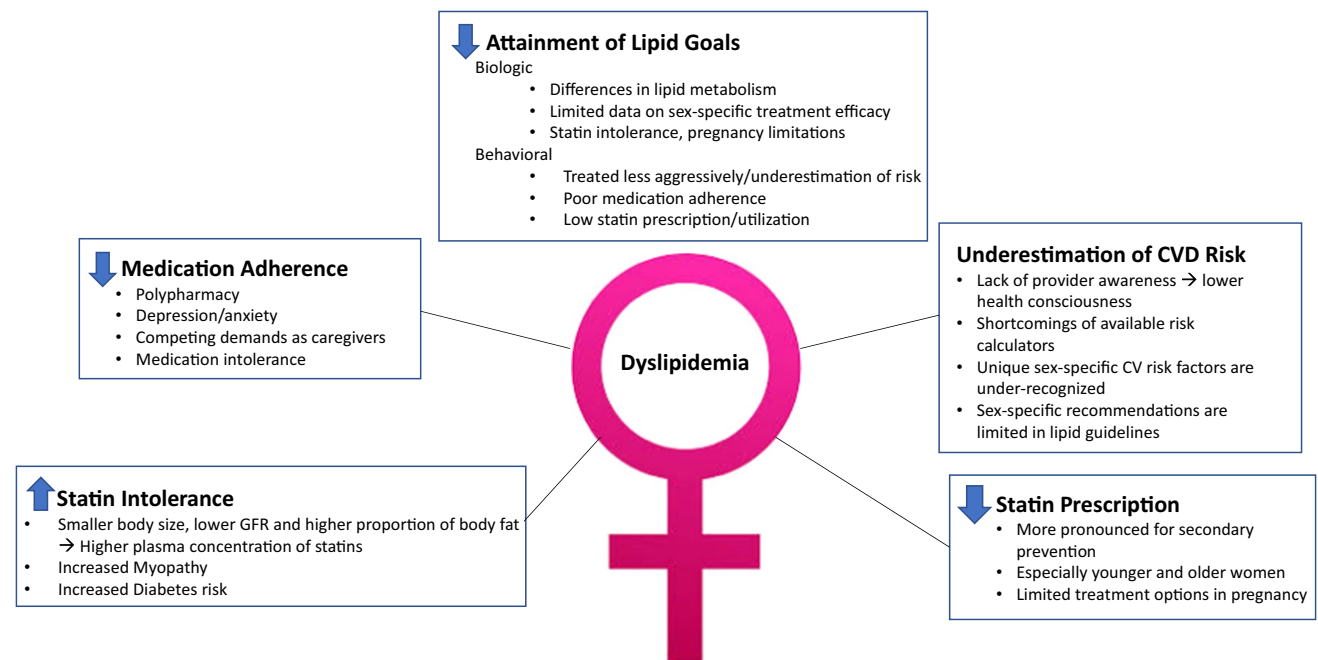 Attainment of Lipid Goals
Biologic
• Differences in lipid metabolism
• Limited data on sex-specific treatment efficacy
• Statin intolerance, pregnancy limitations
Behavioral
• Treated less aggressively/underestimation of risk
• Poor medication adherence
• Low statin prescription/utilization
Medication Adherence
• Polypharmacy
• Depression/anxiety
• Competing demands as caregivers
• Medication intolerance
Underestimation of CVD Risk
• Lack of provider awareness → lower
health consciousness
• Shortcomings of available risk
calculators
• Unique sex-specific CV risk factors are
under-recognized
• Sex-specific recommendations are
limited in lipid guidelines
Dyslipidemia
Statin Intolerance
• Smaller body size, lower GFR and higher proportion of body fat
→ Higher plasma concentration of statins
• Increased Myopathy
• Increased Diabetes risk
Statin Prescription
• More pronounced for secondary
prevention
• Especially younger and older women
• Limited treatment options in pregnancy